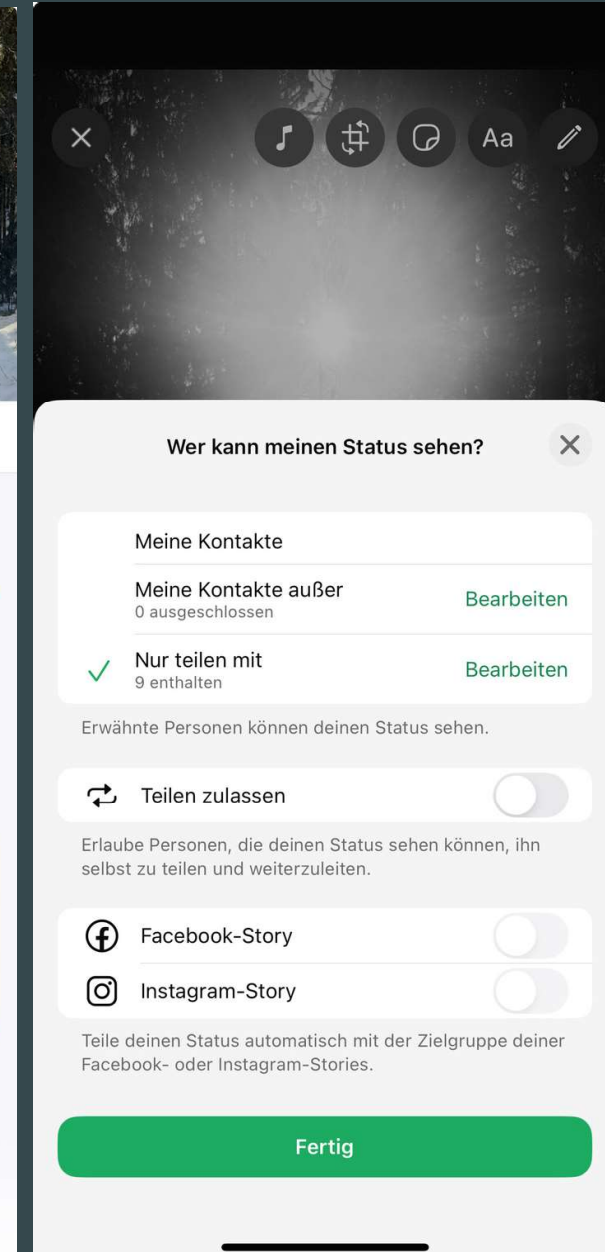 Aa
Wer kann meinen Status sehen?
Meine Kontakte
Meine Kontakte außer
0 ausgeschlossen
Bearbeiten
Nur teilen mit
9 enthalten
Bearbeiten
Erwähnte Personen können deinen Status sehen.
Teilen zulassen
Erlaube Personen, die deinen Status sehen können, ihn
selbst zu teilen und weiterzuleiten.
Facebook-Story
Instagram-Story
Teile deinen Status automatisch mit der Zielgruppe deiner
Facebook- oder Instagram-Stories.
Fertig